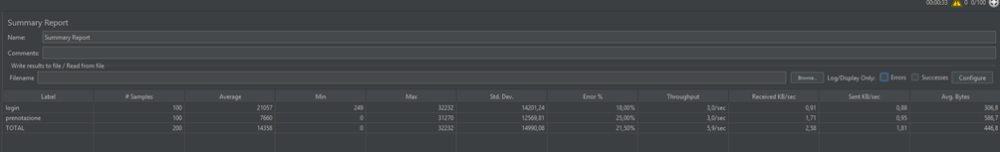 00:00:33 0 0/100
Summary Report
Name: Summary Report
Comments:
Write results to file / Read from file
Filename Browse... Log/Display Only: Errors Successes Configure
Label # Samples Average Min Max Std. Dev. Error % Throughput Received KB/sec Sent KB/sec Avg. Bytes
login 100 21057 249 32232 14201,24 18,00% 3,0/sec 0,91 0,88 306,8
prenotazione 100 7660 0 31270 12569,81 25,00% 3,0/sec 1,71 0,95 586,7
TOTAL 200 14358 0 32232 14990,08 21,50% 5,9/sec 2,58 1,81 446,8